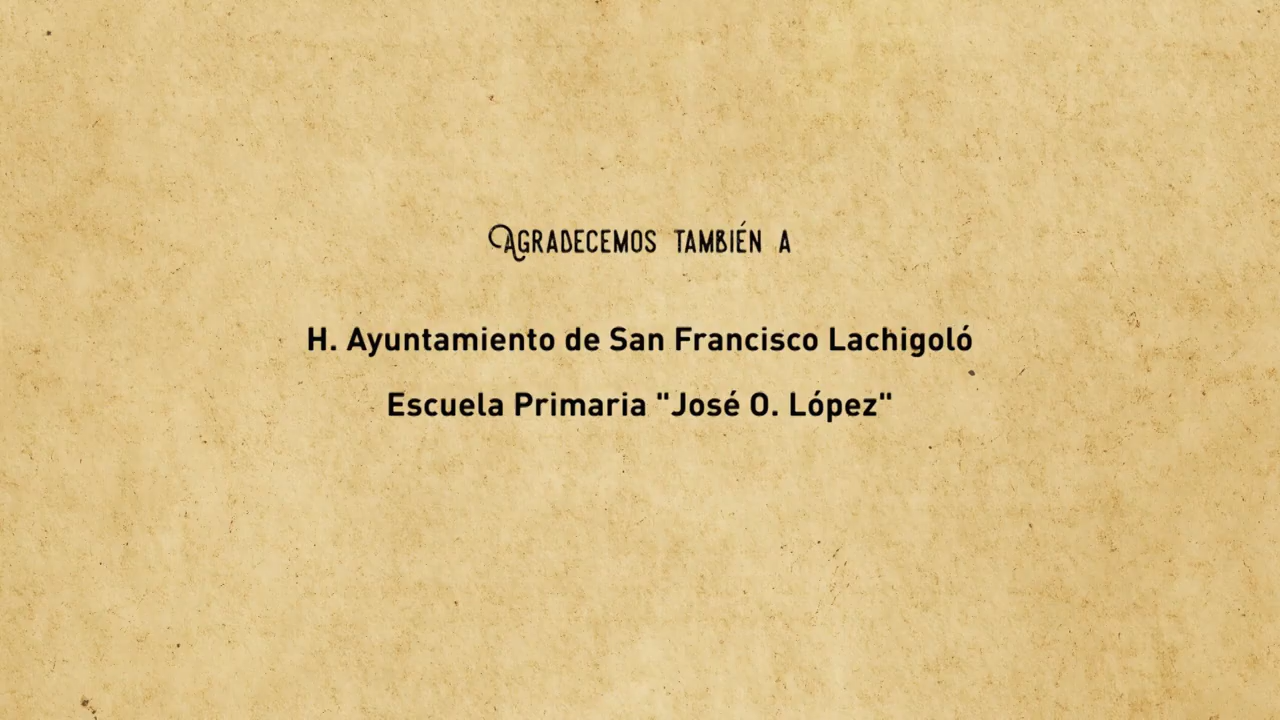 Agradecemos también a
H. Ayuntamiento de San Francisco Lachigoló
Escuela Primaria "José O. López"